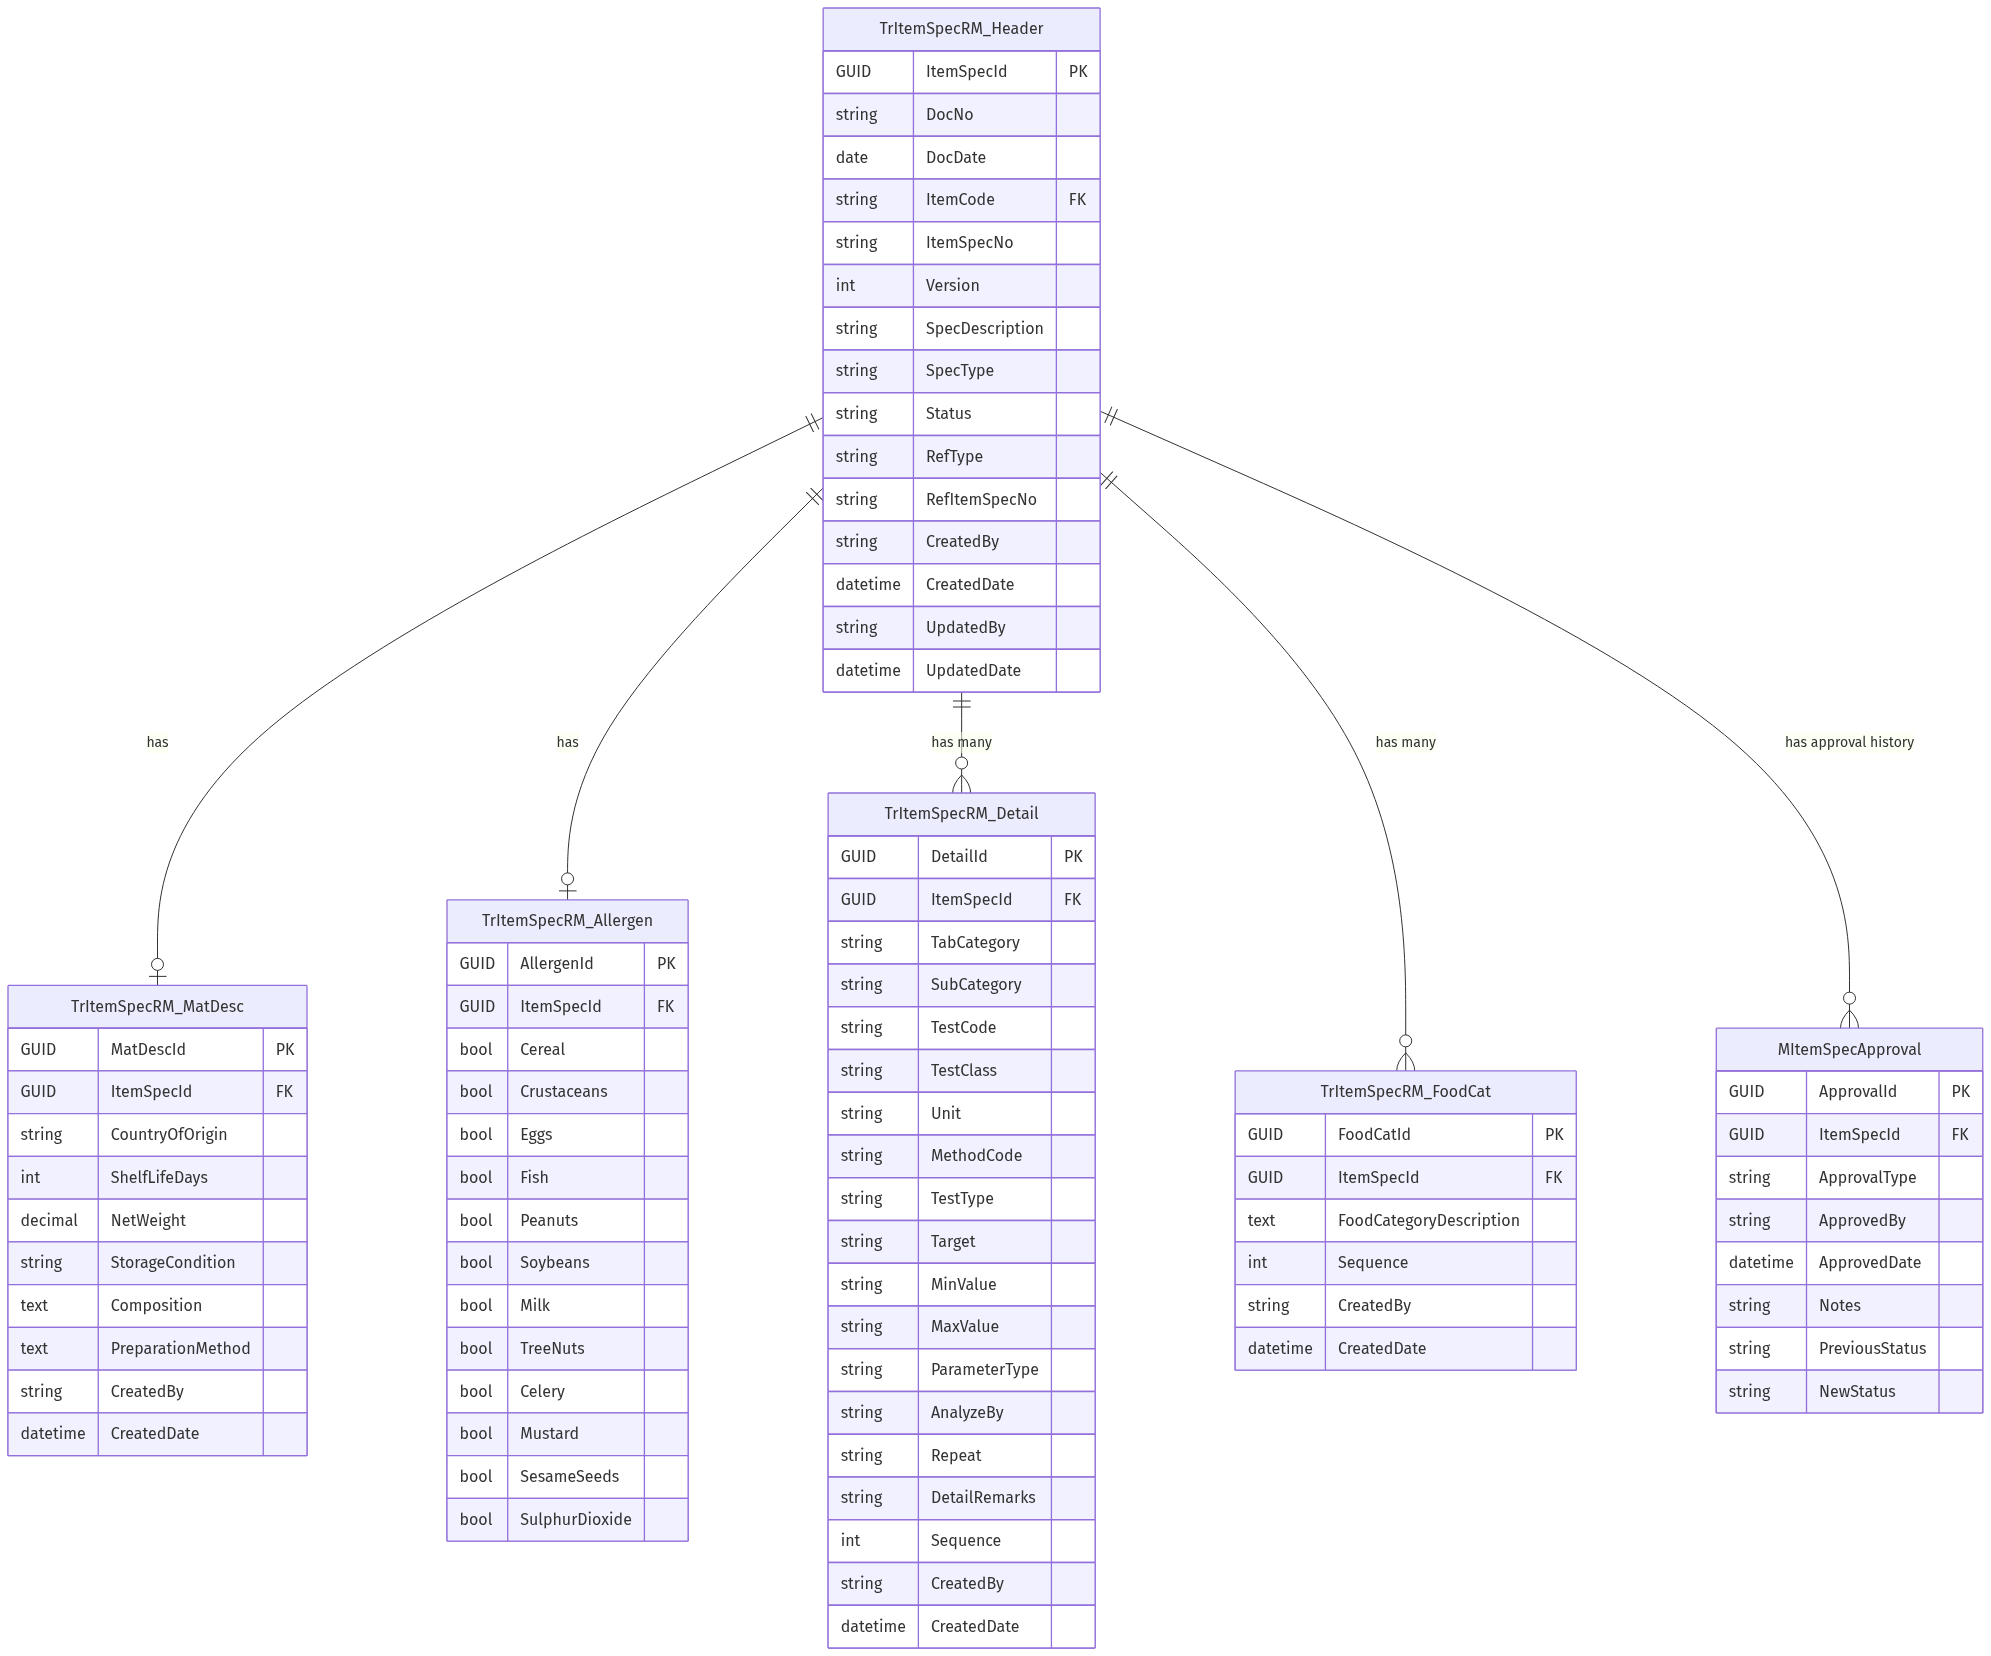 TrItemSpecRM_Header
GUID ItemSpecId PK
string DocNo
date DocDate
string ItemCode FK
string ItemSpecNo
int Version
string SpecDescription
string SpecType
string Status
string RefType
string RefItemSpecNo
string CreatedBy
datetime CreatedDate
string UpdatedBy
datetime UpdatedDate
has
has
has many
has many
has approval history
TrItemSpecRM_MatDesc
GUID MatDescId PK
GUID ItemSpecId FK
string CountryOfOrigin
int ShelfLifeDays
decimal NetWeight
string StorageCondition
text Composition
text PreparationMethod
string CreatedBy
datetime CreatedDate
TrItemSpecRM_Allergen
GUID AllergenId PK
GUID ItemSpecId FK
bool Cereal
bool Crustaceans
bool Eggs
bool Fish
bool Peanuts
bool Soybeans
bool Milk
bool TreeNuts
bool Celery
bool Mustard
bool SesameSeeds
bool SulphurDioxide
TrItemSpecRM_Detail
GUID DetailId PK
GUID ItemSpecId FK
string TabCategory
string SubCategory
string TestCode
string TestClass
string Unit
string MethodCode
string TestType
string Target
string MinValue
string MaxValue
string ParameterType
string AnalyzeBy
string Repeat
string DetailRemarks
int Sequence
string CreatedBy
datetime CreatedDate
TrItemSpecRM_FoodCat
GUID FoodCatId PK
GUID ItemSpecId FK
text FoodCategoryDescription
int Sequence
string CreatedBy
datetime CreatedDate
MItemSpecApproval
GUID ApprovalId PK
GUID ItemSpecId FK
string ApprovalType
string ApprovedBy
datetime ApprovedDate
string Notes
string PreviousStatus
string NewStatus